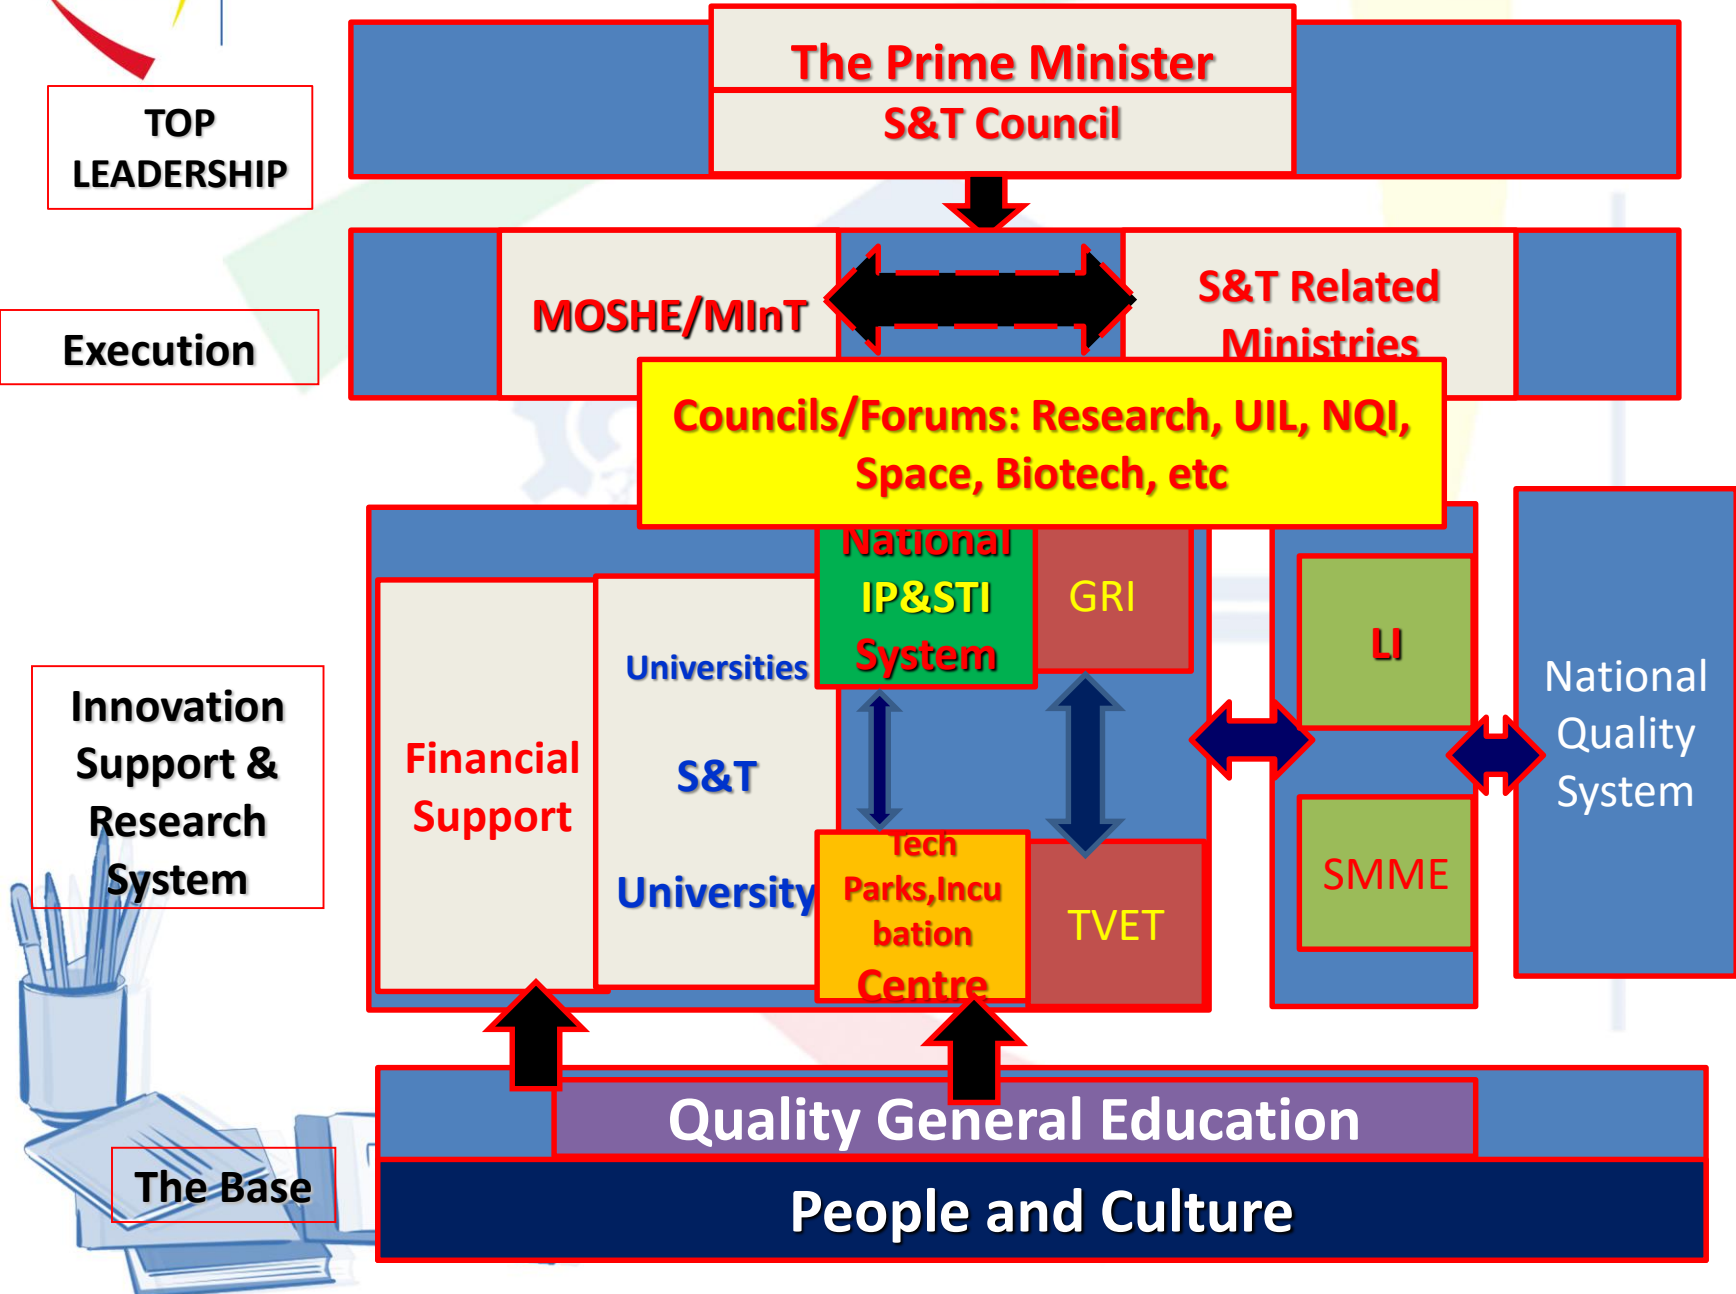 The Prime Minister
S&T Council
TOP
LEADERSHIP
MOSHE/MInT
S&T Related
Ministries
Execution
Councils/Forums: Research, UIL, NQI,
Space, Biotech, etc
Innovation
Support &
Research
System
Financial
Support
Universities
S&T
University
National
IP&STI
System
GRI
Tech
Parks,Incu
bation
Centre
TVET
LI
SMME
National
Quality
System
The Base
Quality General Education
People and Culture